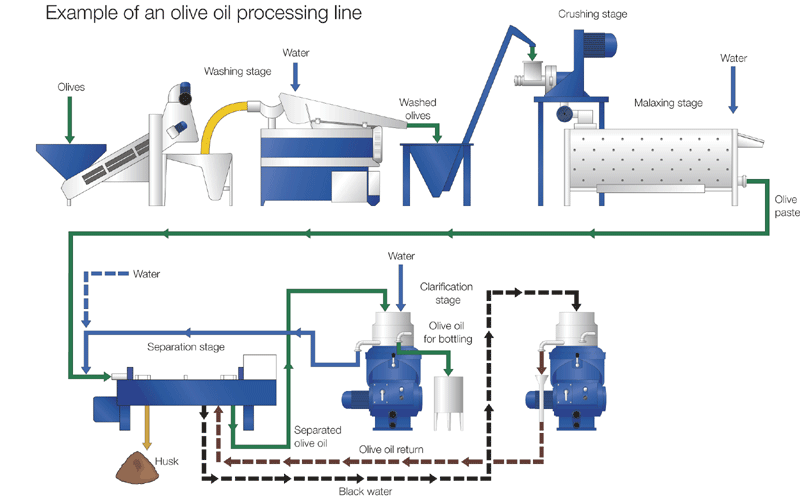 Example of an olive oil processing line
Crushing stage
Water
Washing stage
Water
Olives
Washed
olives
Malaxing stage
Olive
paste
Water
Water
Clarification
stage
Separation stage
Olive oil
for bottling
Separated
olive oil
Olive oil return
Husk
Black water